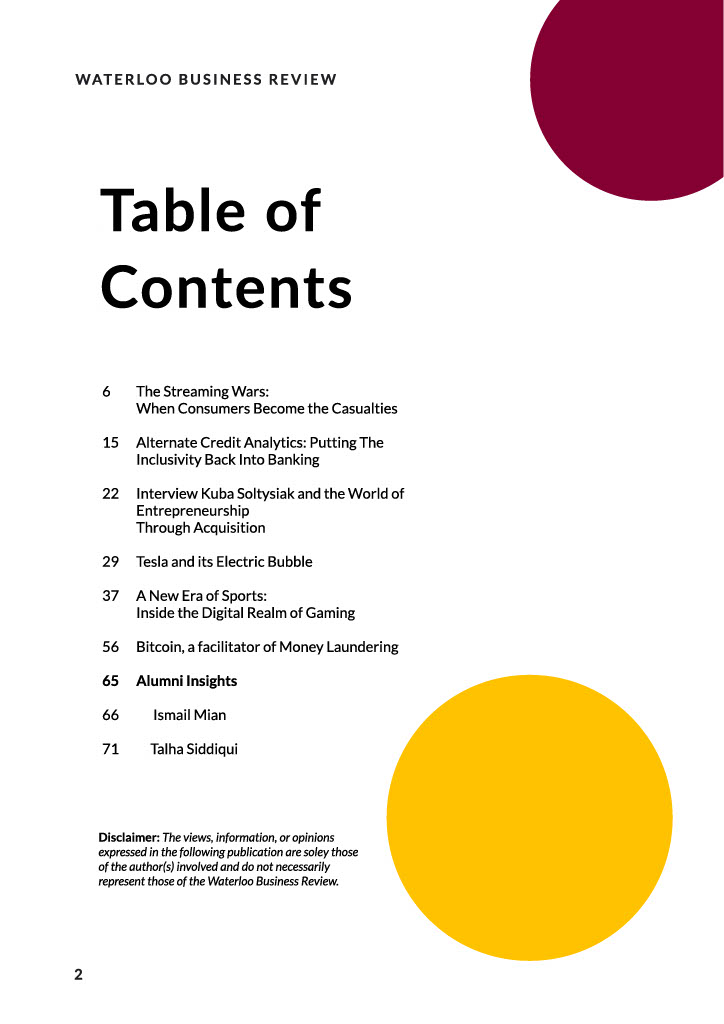 WATERLOO BUSINESS REVIEW
Table of
Contents
6 The Streaming Wars:
When Consumers Become the Casualties
15 Alternate Credit Analytics: Putting The
Inclusivity Back Into Banking
22 Interview Kuba Soltysiak and the World of
Entrepreneurship
Through Acquisition
29 Tesla and its Electric Bubble
37 A New Era of Sports:
Inside the Digital Realm of Gaming
56 Bitcoin, a facilitator of Money Laundering
65 Alumni Insights
66 Ismail Mian
71 Talha Siddiqui
Disclaimer: The views, information, or opinions
expressed in the following publication are soley those
of the author(s) involved and do not necessarily
represent those of the Waterloo Business Review.
2